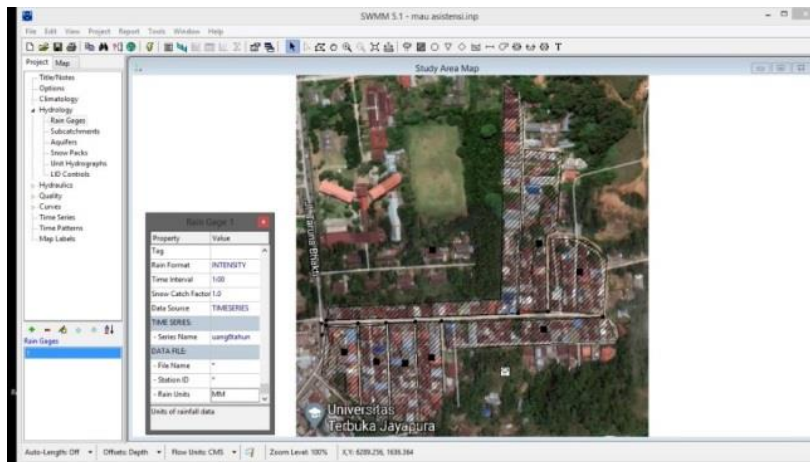 SWMM 5.1 - mau asistensi.inp
File Edit View Project Report Tools Window Help
Project Map
Study Area Map
Title/Notes
Options
Climatology
Hydrology
Rain Gages
Subcatchments
Aquifers
Snow Packs
Unit Hydrographs
LID Controls
Hydraulics
Quality
Curves
Time Series
Time Patterns
Map Labels
Rain Gages
1
Rain Gage 1
Property Value
Tag
Rain Format INTENSITY
Time Interval 1:00
Snow Catch Factor 1.0
Data Source TIMESERIES
TIME SERIES:
- Series Name
DATA FILE:
- File Name *
- Station ID *
- Rain Units MM
Units of rainfall data
Universitas
Terbuka Jayapura
Auto-Length: Off Offsets: Depth Flow Units: CMS Zoom Level: 100% X,Y: 6209.236, 1636.364